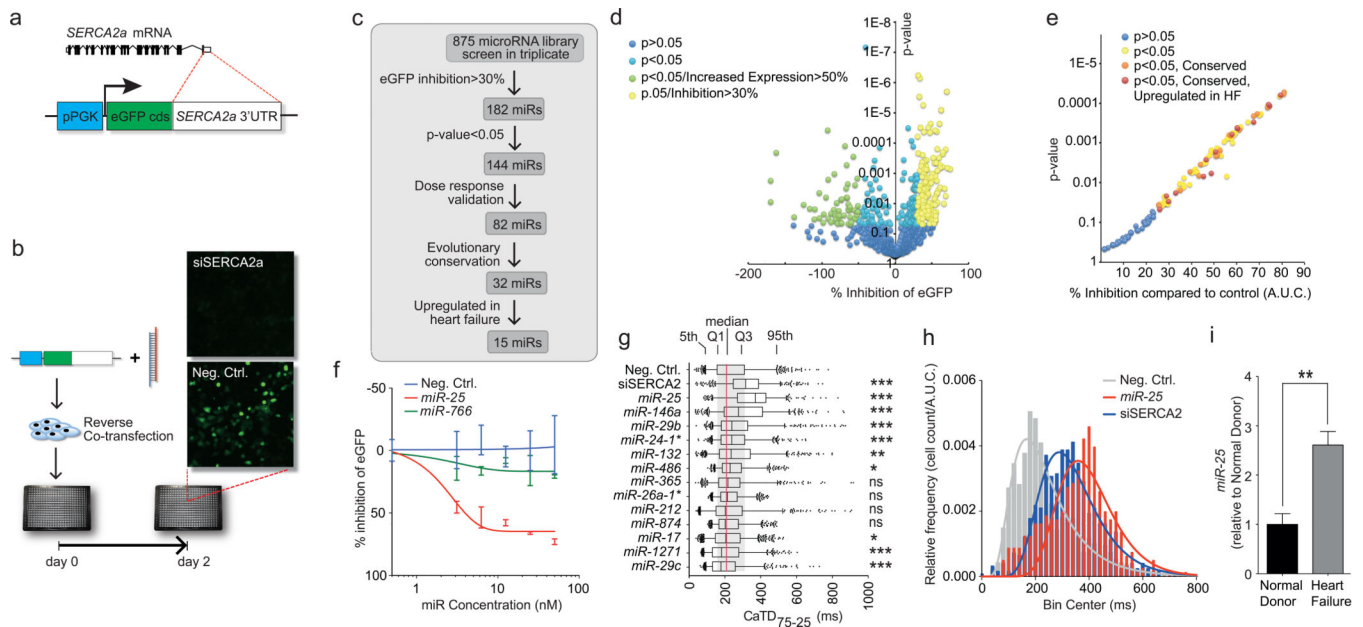 a
SERCA2a mRNA
pPGK
eGFP cds
SERCA2a 3'UTR
b
siSERCA2a
Neg. Ctrl.
+
Reverse
Co-transfection
day 0
day 2
c
875 microRNA library
screen in triplicate
eGFP inhibition>30%
182 miRs
p-value<0.05
144 miRs
Dose response
validation
82 miRs
Evolutionary
conservation
32 miRs
Upregulated in
heart failure
15 miRs
d
p>0.05
p<0.05
p<0.05/Increased Expression>50%
p.05/Inhibition>30%
p-value
1E-8
1E-7
1E-6
1E-5
0.0001
0.001
0.01
0.1
1
-200
-100
0
100
% Inhibition of eGFP
e
p>0.05
p<0.05
p<0.05, Conserved
p<0.05, Conserved,
Upregulated in HF
p-value
1E-5
0.0001
0.001
0.01
0.1
1
10 20 30 40 50 60 70 80 90
% Inhibition compared to control (A.U.C.)
f
Neg. Ctrl.
miR-25
miR-766
% inhibition of eGFP
-50
0
50
100
1
10
100
miR Concentration (nM)
g
5th
Q1
median
Q3
95th
Neg. Ctrl.
siSERCA2 ***
miR-25 ***
miR-146a ***
miR-29b ***
miR-24-1* ***
miR-132 **
miR-486 *
miR-365 ns
miR-26a-1* ns
miR-212 ns
miR-874 ns
miR-17 *
miR-1271 ***
miR-29c ***
0
200
400
600
800
1000
CaTD75-25 (ms)
h
Neg. Ctrl.
miR-25
siSERCA2
Relative frequency (cell count/A.U.C.)
0.006
0.004
0.002
0.000
0 200 400 600 800
Bin Center (ms)
i
**
miR-25
(relative to Normal Donor)
4
3
2
1
0
Normal
Donor
Heart
Failure